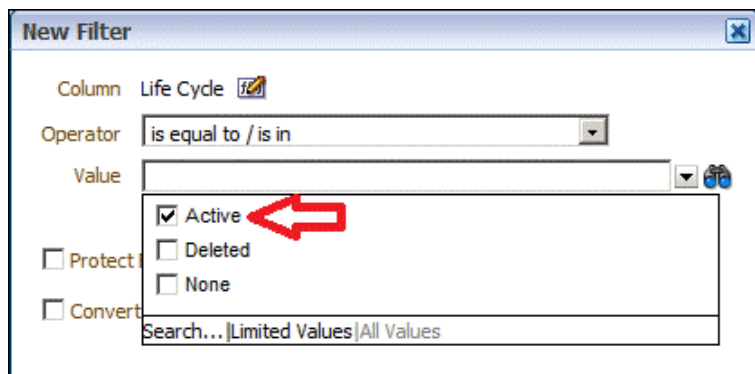 New Filter
Column Life Cycle
Operator is equal to / is in
Value
Active
Deleted
Protect
None
Convert
Search...|Limited Values|All Values